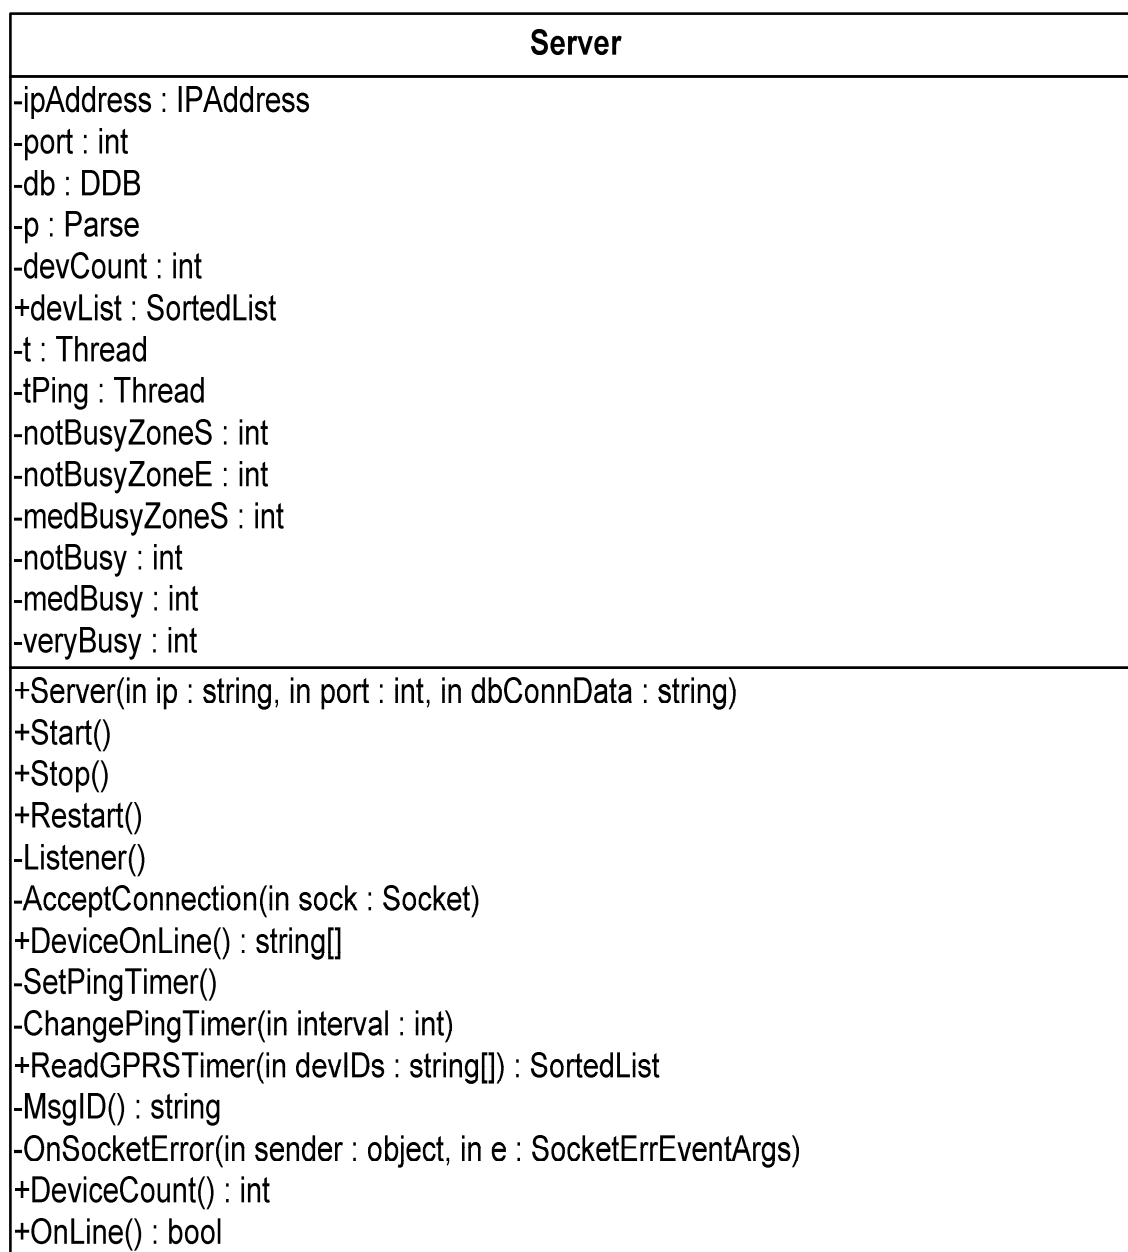 Server
-ipAddress : IPAddress
-port : int
-db : DDB
-p : Parse
-devCount : int
+devList : SortedList
-t : Thread
-tPing : Thread
-notBusyZoneS : int
-notBusyZoneE : int
-medBusyZoneS : int
-notBusy : int
-medBusy : int
-veryBusy : int
+Server(in ip : string, in port : int, in dbConnData : string)
+Start()
+Stop()
+Restart()
-Listener()
-AcceptConnection(in sock : Socket)
+DeviceOnLine() : string[]
-SetPingTimer()
-ChangePingTimer(in interval : int)
+ReadGPRSTimer(in devIDs : string[]) : SortedList
-MsgID() : string
-OnSocketError(in sender : object, in e : SocketErrEventArgs)
+DeviceCount() : int
+OnLine() : bool